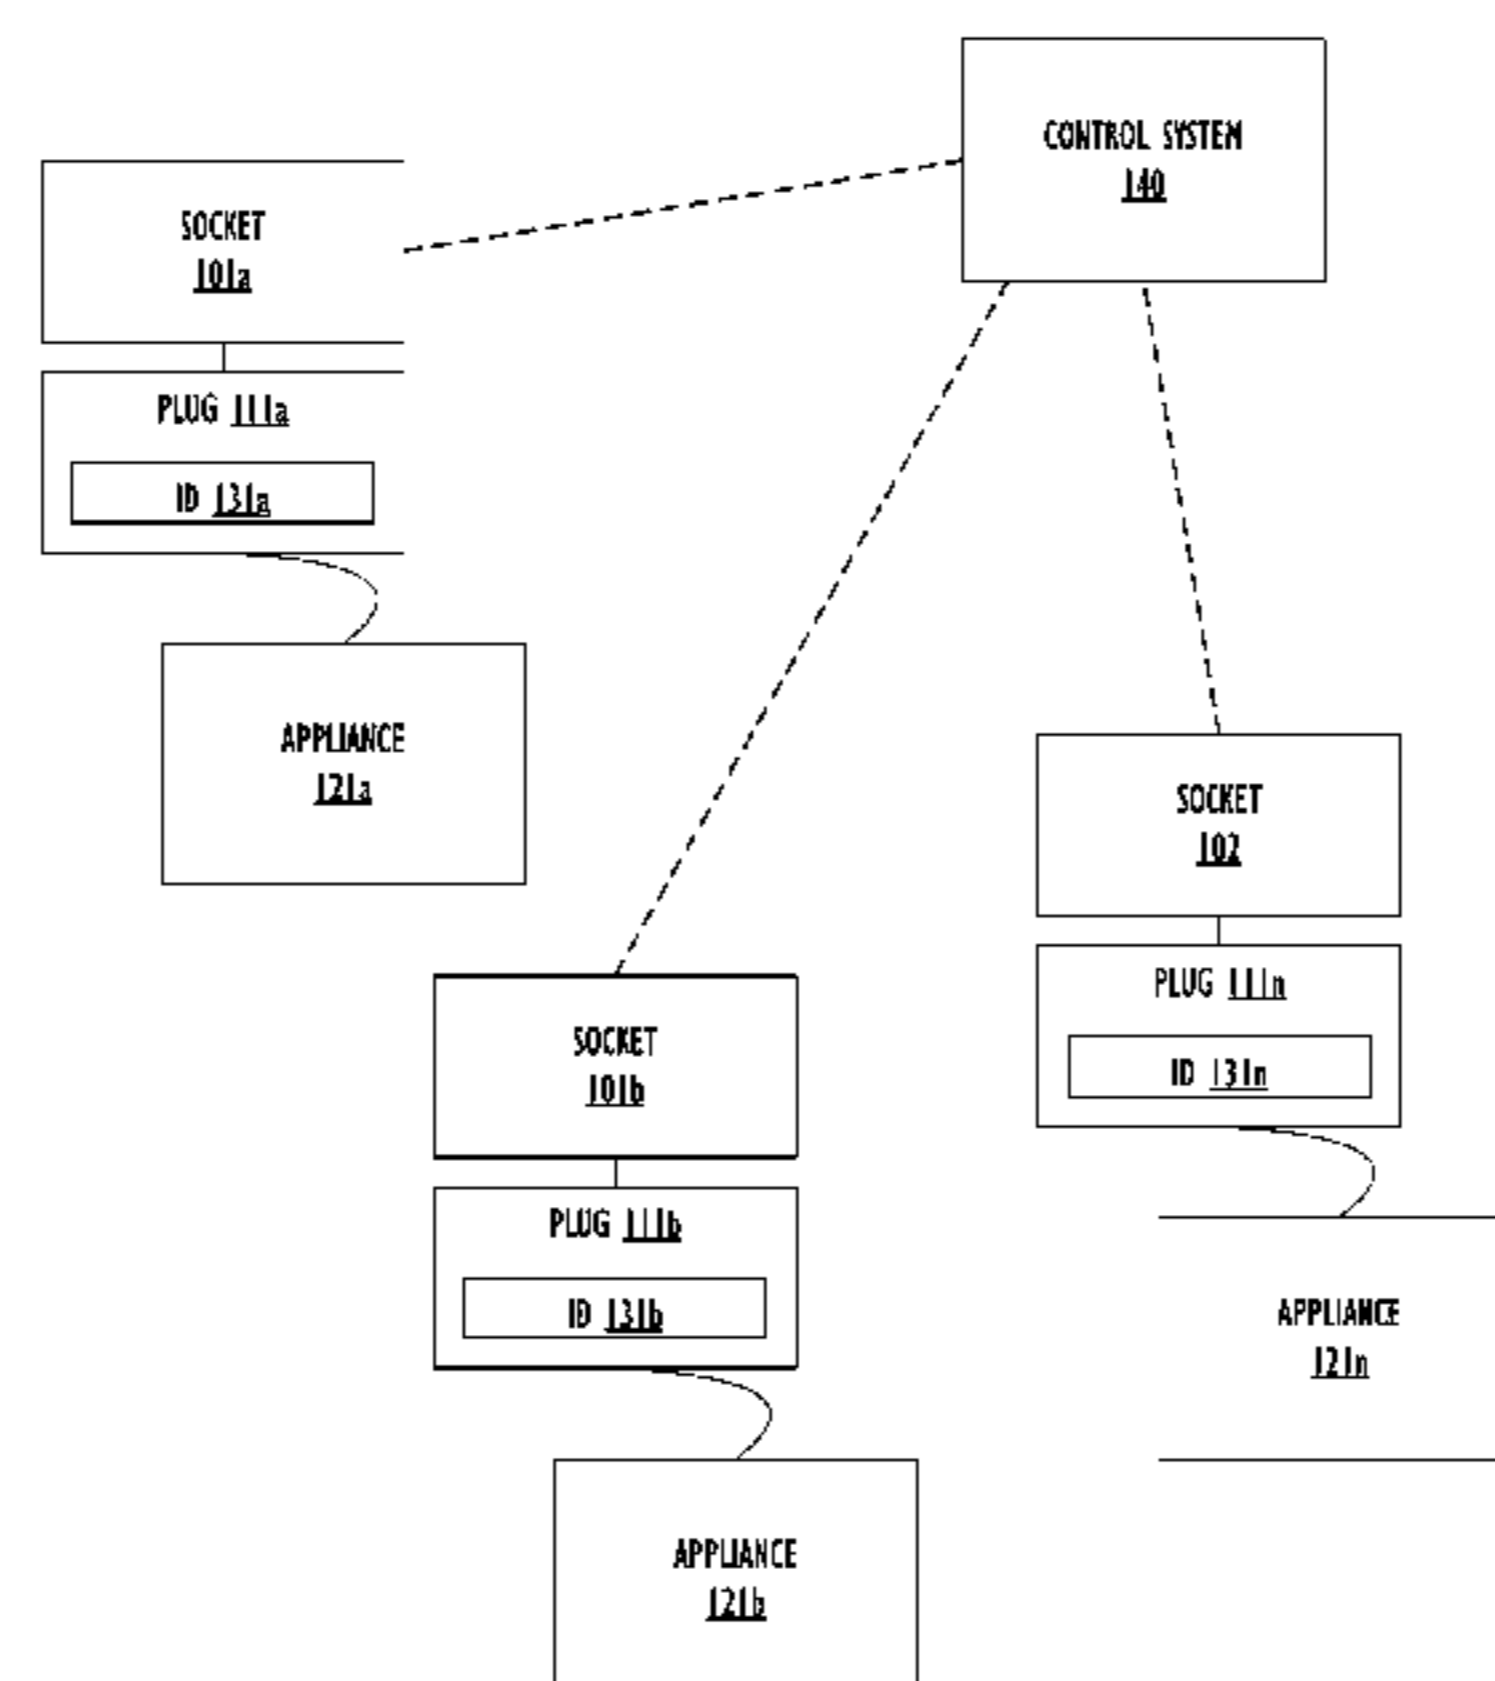 CONTROL SYSTEM
140
SOCKET
101a
PLUG 111a
ID 131a
APPLIANCE
121a
SOCKET
102
PLUG 111n
ID 131n
APPLIANCE
121n
SOCKET
101b
PLUG 111b
ID 131b
APPLIANCE
121b